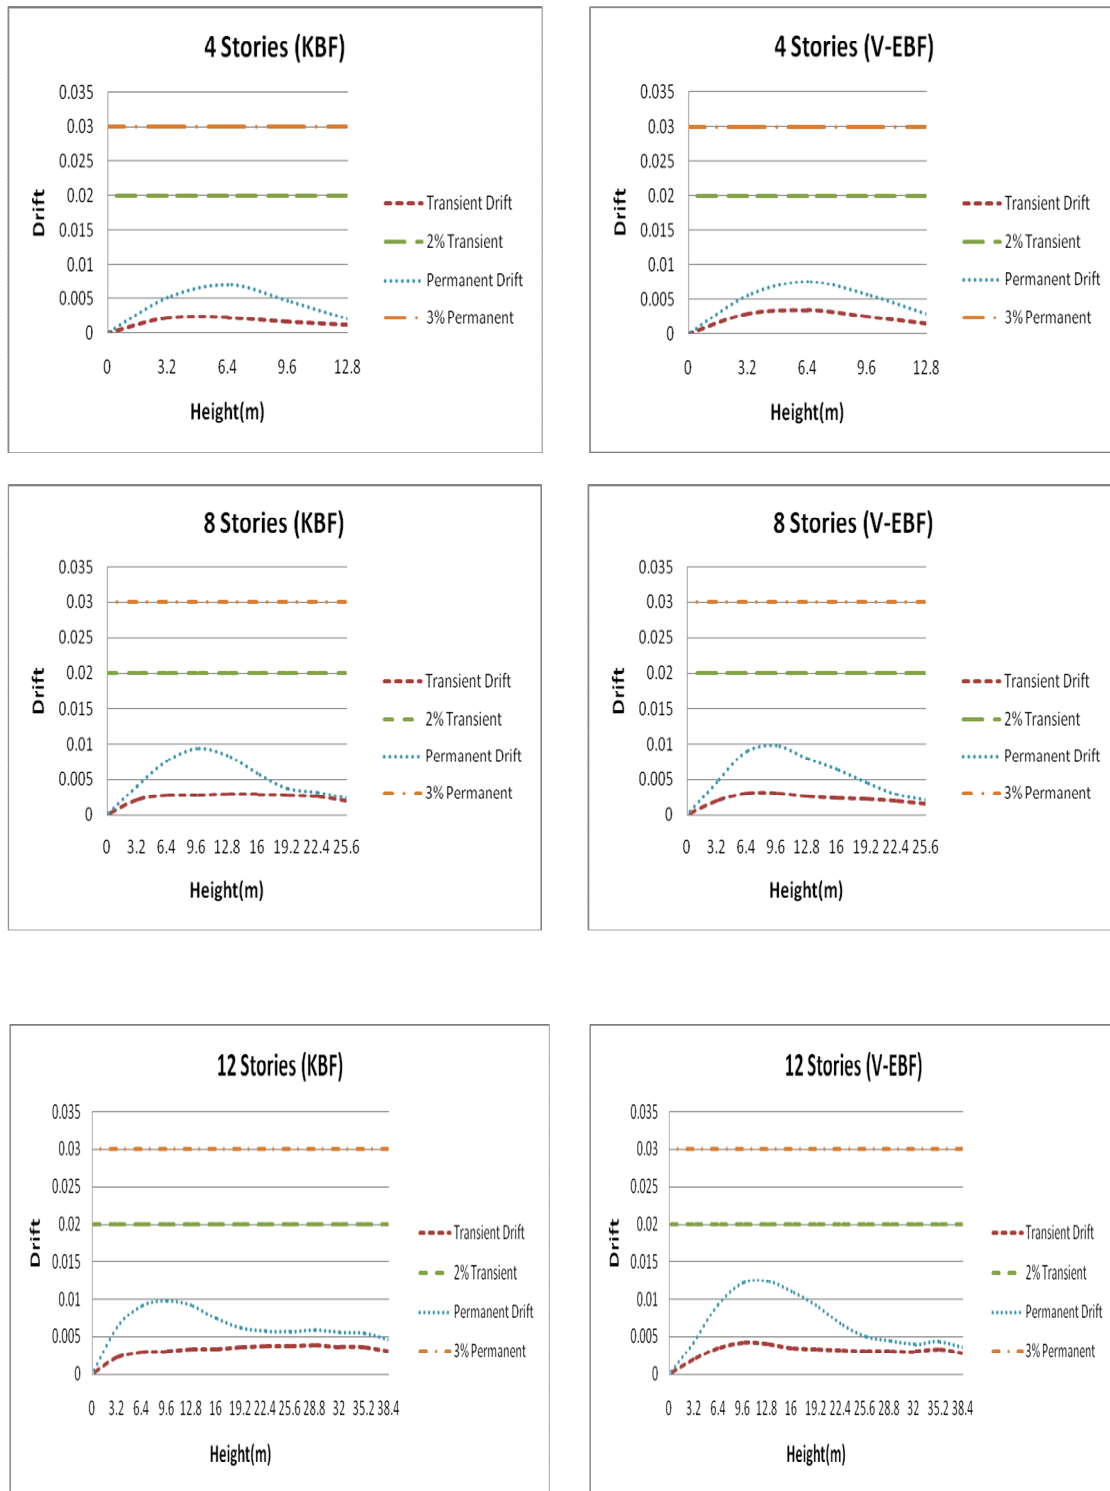 4 Stories (KBF)
0.035
0.03
0.025
0.02
0.015
0.01
0.005
0
Drift
0 3.2 6.4 9.6 12.8
Height(m)
Transient Drift
2% Transient
Permanent Drift
3% Permanent
4 Stories (V-EBF)
0.035
0.03
0.025
0.02
0.015
0.01
0.005
0
Drift
0 3.2 6.4 9.6 12.8
Height(m)
Transient Drift
2% Transient
Permanent Drift
3% Permanent
8 Stories (KBF)
0.035
0.03
0.025
0.02
0.015
0.01
0.005
0
Drift
0 3.2 6.4 9.6 12.8 16 19.2 22.4 25.6
Height(m)
Transient Drift
2% Transient
Permanent Drift
3% Permanent
8 Stories (V-EBF)
0.035
0.03
0.025
0.02
0.015
0.01
0.005
0
Drift
0 3.2 6.4 9.6 12.8 16 19.2 22.4 25.6
Height(m)
Transient Drift
2% Transient
Permanent Drift
3% Permanent
12 Stories (KBF)
0.035
0.03
0.025
0.02
0.015
0.01
0.005
0
Drift
0 3.2 6.4 9.6 12.8 16 19.2 22.4 25.6 28.8 32 35.2 38.4
Height(m)
Transient Drift
2% Transient
Permanent Drift
3% Permanent
12 Stories (V-EBF)
0.035
0.03
0.025
0.02
0.015
0.01
0.005
0
Drift
0 3.2 6.4 9.6 12.8 16 19.2 22.4 25.6 28.8 32 35.2 38.4
Height(m)
Transient Drift
2% Transient
Permanent Drift
3% Permanent